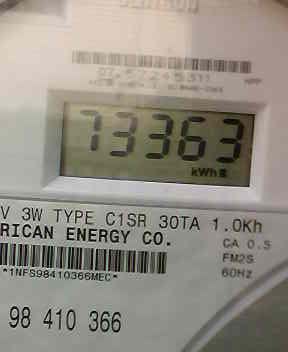 73363
kWh
V 3W TYPE C1SR 30TA 1.0Kh
RICAN ENERGY CO.
CA 0.5
FM2S
60Hz
*1NFS98410366MEC*
98 410 366